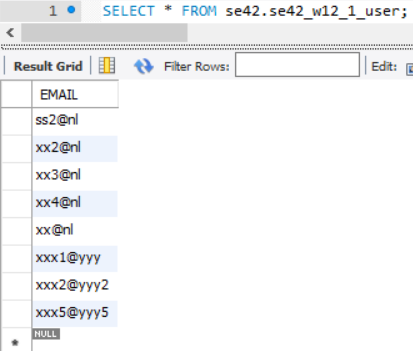 1 SELECT * FROM se42.se42_w12_1_user;
Result Grid Filter Rows: Edit:
EMAIL
ss2@nl
xx2@nl
xx3@nl
xx4@nl
xx@nl
xxx1@yyy
xxx2@yyy2
xxx5@yyy5
* NULL